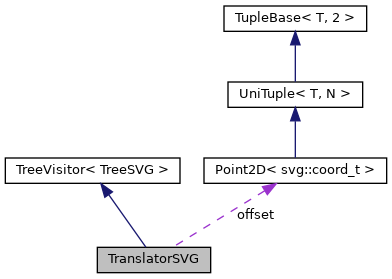 TupleBase< T, 2 >
UniTuple< T, N >
TreeVisitor< TreeSVG >
Point2D< svg::coord_t >
offset
TranslatorSVG